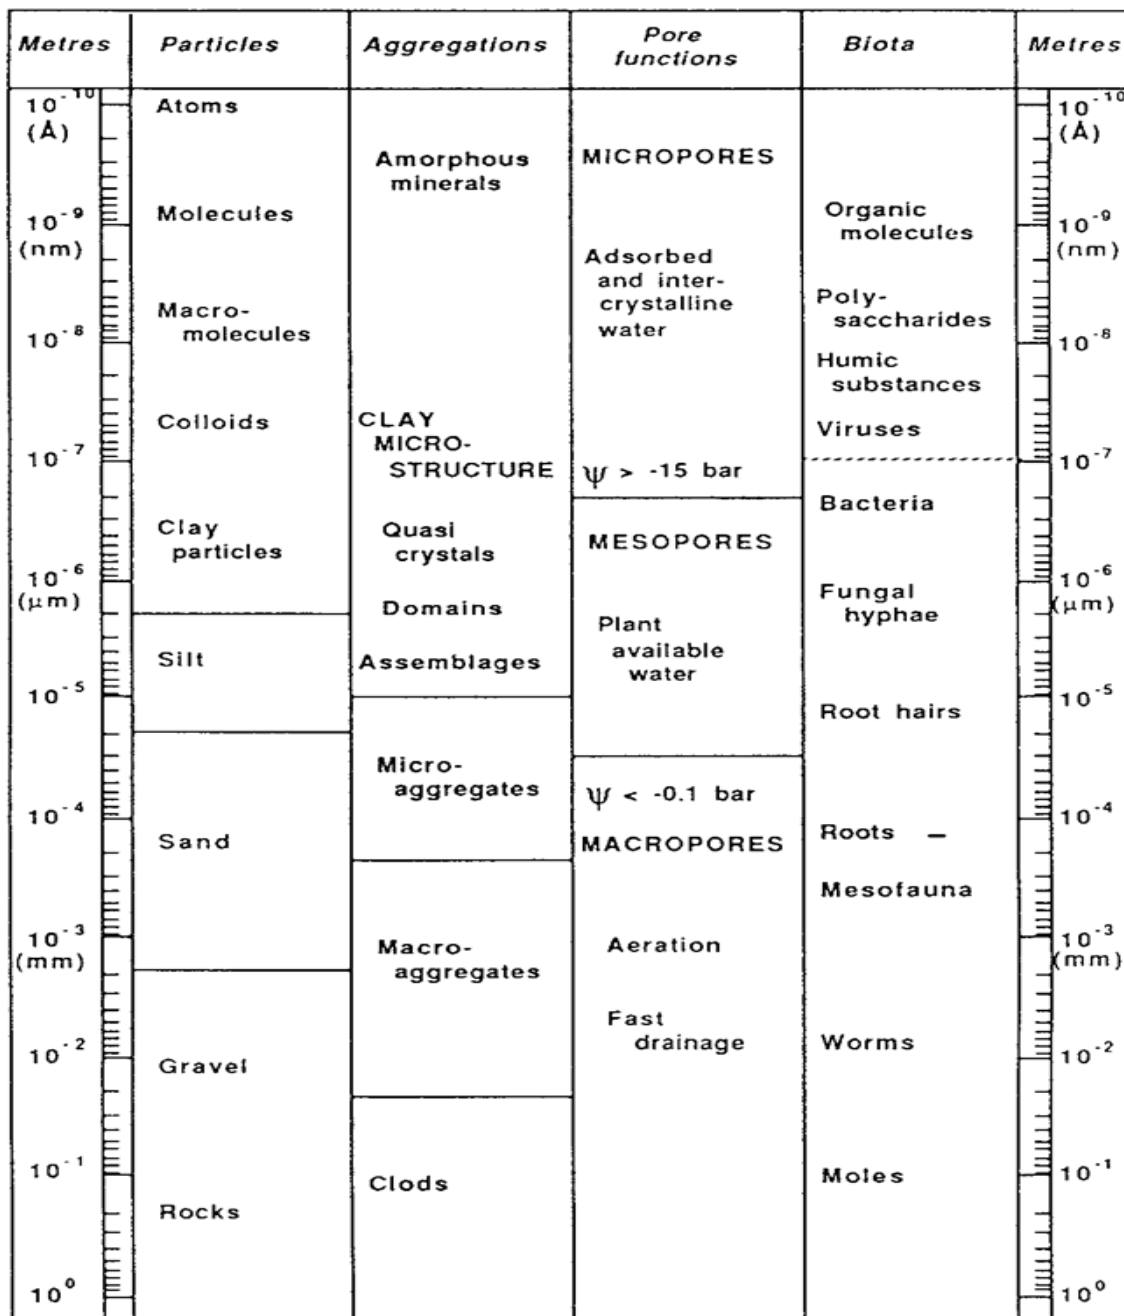 Metres
Particles
Aggregations
Pore
functions
Biota
Metres
10⁻¹⁰
(Å)
10⁻⁹
(nm)
10⁻⁸
10⁻⁷
10⁻⁶
(μm)
10⁻⁵
10⁻⁴
10⁻³
(mm)
10⁻²
10⁻¹
10⁰
Atoms
Molecules
Macro-
molecules
Colloids
Clay
particles
Silt
Sand
Gravel
Rocks
Amorphous
minerals
CLAY
MICRO-
STRUCTURE
Quasi
crystals
Domains
Assemblages
Micro-
aggregates
Macro-
aggregates
Clods
MICROPORES
Adsorbed
and inter-
crystalline
water
ψ > -15 bar
MESOPORES
Plant
available
water
ψ < -0.1 bar
MACROPORES
Aeration
Fast
drainage
Organic
molecules
Poly-
saccharides
Humic
substances
Viruses
Bacteria
Fungal
hyphae
Root hairs
Roots –
Mesofauna
Worms
Moles
10⁻¹⁰
(Å)
10⁻⁹
(nm)
10⁻⁸
10⁻⁷
10⁻⁶
(μm)
10⁻⁵
10⁻⁴
10⁻³
(mm)
10⁻²
10⁻¹
10⁰